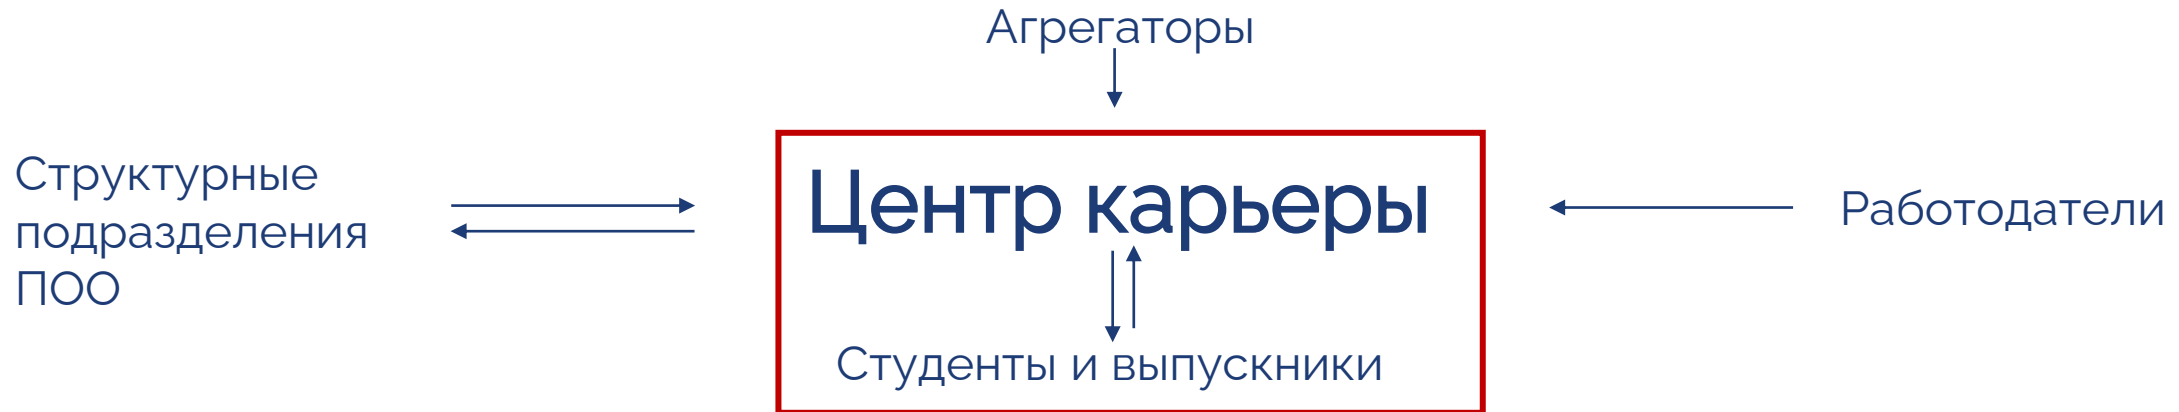 Агрегаторы
Структурные
подразделения
ПОО
Центр карьеры
Работодатели
Студенты и выпускники